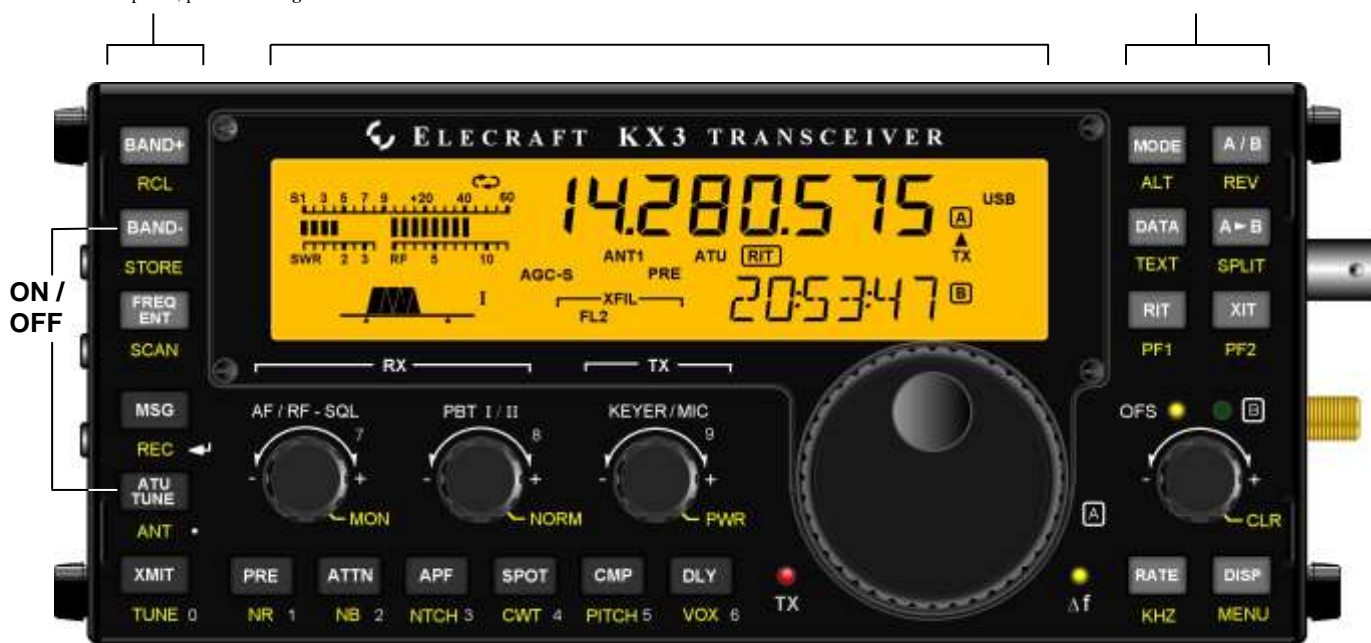 ELECRAFT KX3 TRANSCEIVER
BAND+
RCL
BAND-
STORE
FREQ
ENT
SCAN
MSG
REC
ATU
TUNE
ANT
XMIT
TUNE 0
ON /
OFF
S1 3 5 7 9 +20 40 60
SWR 2 3 RF 5 10
14.280.575
USB
A
TX
ANT1 ATU RIT
AGC-S PRE
XFIL
FL2
I
20:53:47
B
RX
TX
AF / RF - SQL
7
- +
MON
PBT I / II
8
- +
NORM
KEYER / MIC
9
- +
PWR
PRE
NR 1
ATTN
NB 2
APF
NTCH 3
SPOT
CWT 4
CMP
PITCH 5
DLY
VOX 6
TX
A
Δf
MODE
ALT
A / B
REV
DATA
TEXT
A►B
SPLIT
RIT
PF1
XIT
PF2
OFS
B
- +
CLR
RATE
KHZ
DISP
MENU